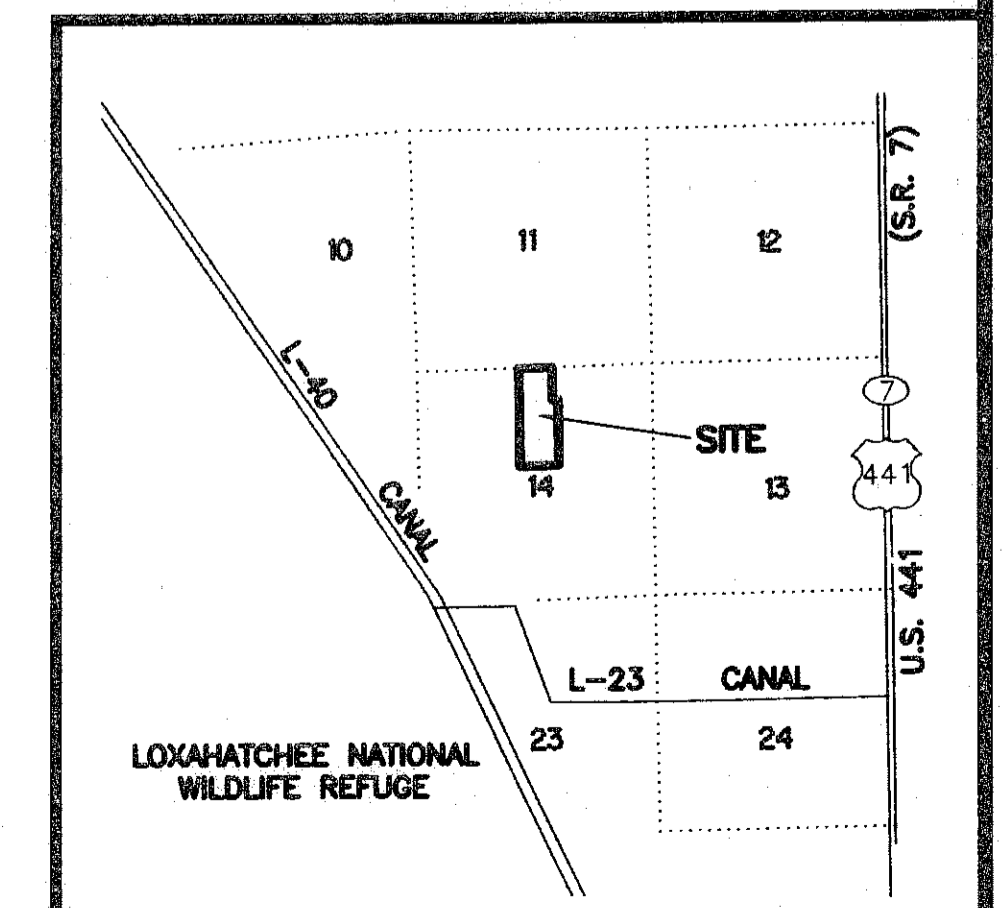 (S.R. 7)
10
11
12
L-40
7
SITE
441
14
13
CANAL
U.S. 441
L-23 CANAL
23
24
LOXAHATCHEE NATIONAL
WILDLIFE REFUGE